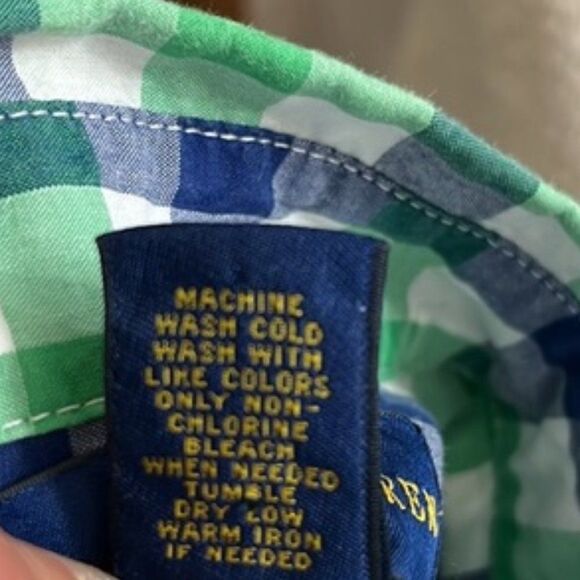 MACHINE
WASH COLD
WASH WITH
LIKE COLORS
ONLY NON-
CHLORINE
BLEACH
WHEN NEEDED
TUMBLE
DRY LOW
WARM IRON
IF NEEDED